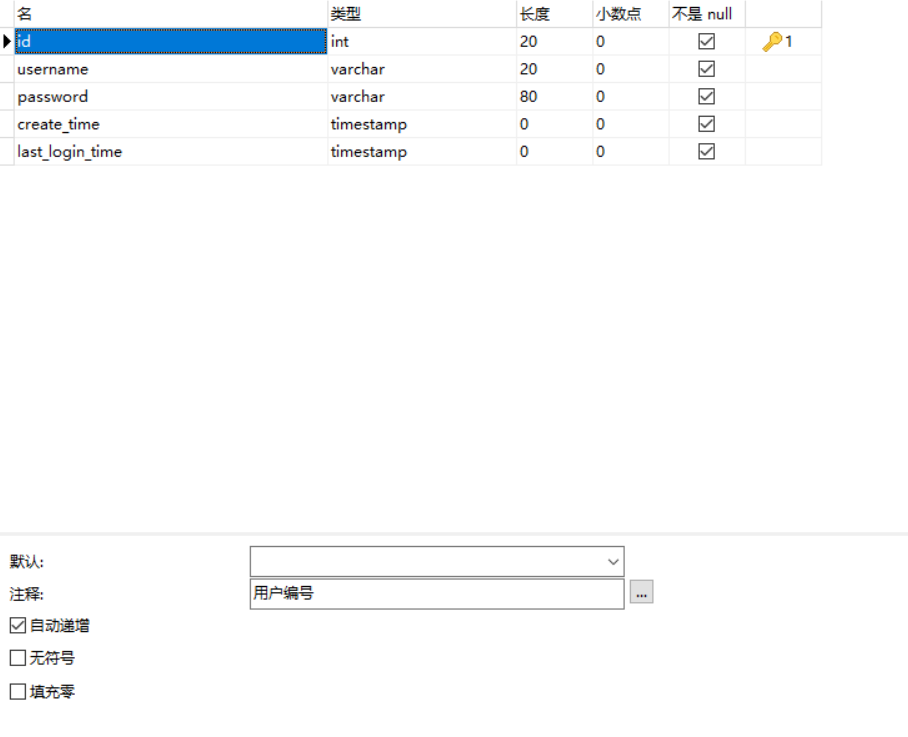 名 类型 长度 小数点 不是 null
id int 20 0 1
username varchar 20 0
password varchar 80 0
create_time timestamp 0 0
last_login_time timestamp 0 0
默认:
注释: 用户编号 ...
自动递增
无符号
填充零